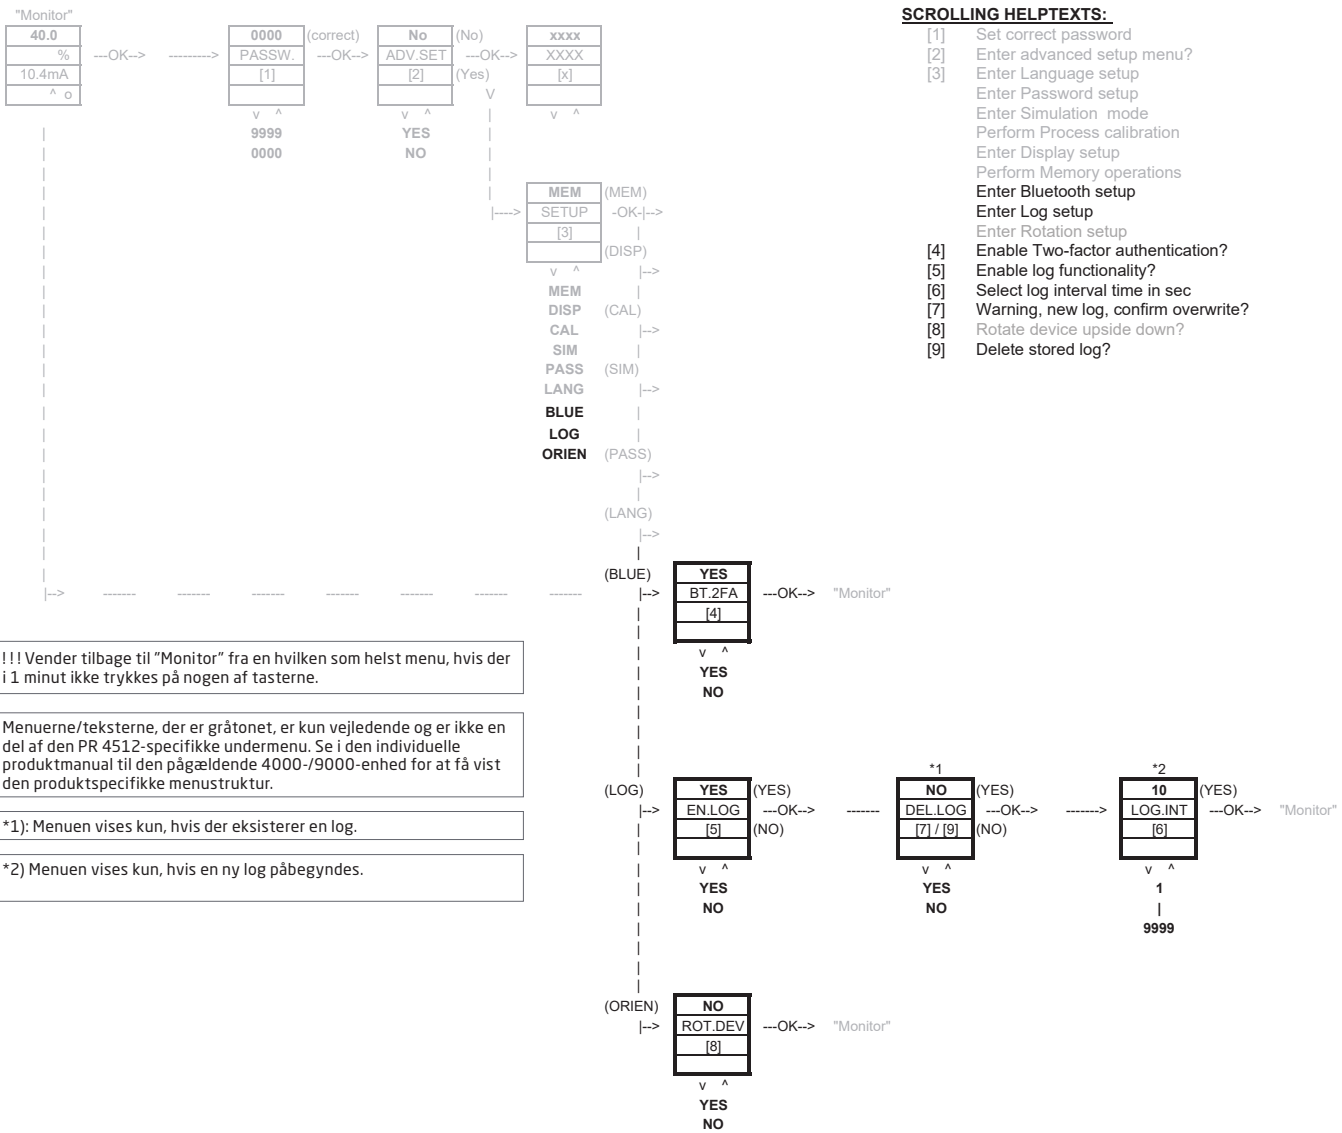 "Monitor"
40.0
%
10.4mA
^ o
---OK-->
--------->
0000
PASSW.
[1]
v ^
9999
0000
(correct)
---OK-->
No
ADV.SET
[2]
v ^
YES
NO
(No)
---OK-->
(Yes)
V
xxxx
XXXX
[x]
v ^
|---->
MEM
SETUP
[3]
v ^
MEM
DISP
CAL
SIM
PASS
LANG
BLUE
LOG
ORIEN
(MEM)
-OK-|-->
(DISP)
|-->
(CAL)
|-->
(SIM)
|-->
(PASS)
|-->
(LANG)
|-->
SCROLLING HELPTEXTS:
[1] Set correct password
[2] Enter advanced setup menu?
[3] Enter Language setup
Enter Password setup
Enter Simulation mode
Perform Process calibration
Enter Display setup
Perform Memory operations
Enter Bluetooth setup
Enter Log setup
Enter Rotation setup
[4] Enable Two-factor authentication?
[5] Enable log functionality?
[6] Select log interval time in sec
[7] Warning, new log, confirm overwrite?
[8] Rotate device upside down?
[9] Delete stored log?
|--> ------- ------- ------- ------- ------- ------- -------
(BLUE)
|-->
YES
BT.2FA
[4]
v ^
YES
NO
---OK--> "Monitor"
!!! Vender tilbage til "Monitor" fra en hvilken som helst menu, hvis der
i 1 minut ikke trykkes på nogen af tasterne.
Menuerne/teksterne, der er gråtonet, er kun vejledende og er ikke en
del af den PR 4512-specifikke undermenu. Se i den individuelle
produktmanual til den pågældende 4000-/9000-enhed for at få vist
den produktspecifikke menustruktur.
*1): Menuen vises kun, hvis der eksisterer en log.
*2) Menuen vises kun, hvis en ny log påbegyndes.
(LOG)
|-->
YES
EN.LOG
[5]
v ^
YES
NO
(YES)
---OK-->
(NO)
-------
*1
NO
DEL.LOG
[7] / [9]
v ^
YES
NO
(YES)
---OK-->
(NO)
------->
*2
10
LOG.INT
[6]
v ^
1
|
9999
(YES)
---OK--> "Monitor"
(ORIEN)
|-->
NO
ROT.DEV
[8]
v ^
YES
NO
---OK--> "Monitor"